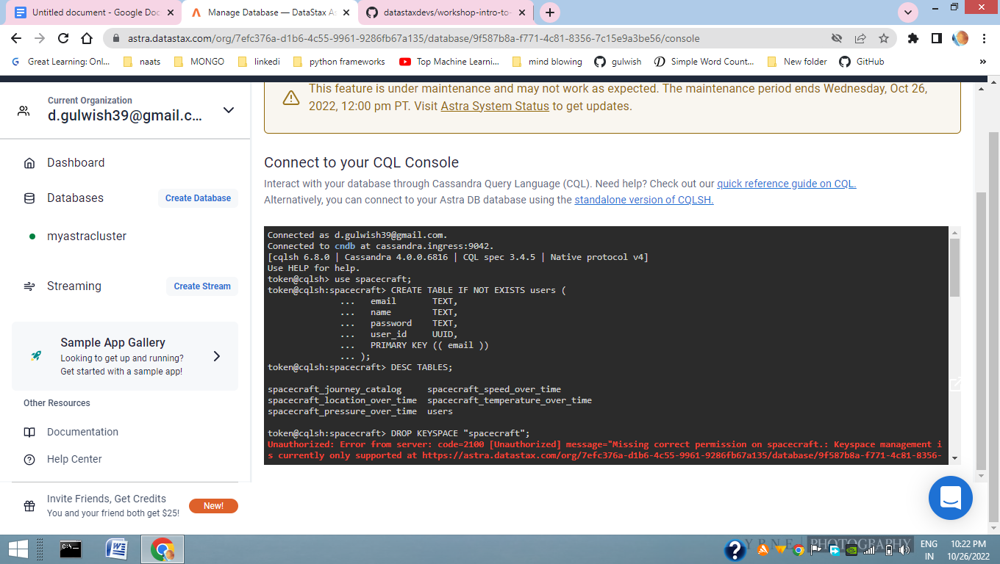 Untitled document - Google Doc
Manage Database — DataStax As
datastaxdevs/workshop-intro-to-
astra.datastax.com/org/7efc376a-d1b6-4c55-9961-9286fb67a135/database/9f587b8a-f771-4c81-8356-7c15e9a3be56/console
Great Learning: Onl...
naats
MONGO
linkedi
python frameworks
Top Machine Learni...
mind blowing
gulwish
Simple Word Count...
New folder
GitHub
»
Current Organization
d.gulwish39@gmail.c...
Dashboard
Databases
Create Database
myastracluster
Streaming
Create Stream
Sample App Gallery
Looking to get up and running?
Get started with a sample app!
Other Resources
Documentation
Help Center
Invite Friends, Get Credits
You and your friend both get $25!
New!
This feature is under maintenance and may not work as expected. The maintenance period ends Wednesday, Oct 26,
2022, 12:00 pm PT. Visit Astra System Status to get updates.
Connect to your CQL Console
Interact with your database through Cassandra Query Language (CQL). Need help? Check out our quick reference guide on CQL.
Alternatively, you can connect to your Astra DB database using the standalone version of CQLSH.
Connected as d.gulwish39@gmail.com.
Connected to cndb at cassandra.ingress:9042.
[cqlsh 6.8.0 | Cassandra 4.0.0.6816 | CQL spec 3.4.5 | Native protocol v4]
Use HELP for help.
token@cqlsh> use spacecraft;
token@cqlsh:spacecraft> CREATE TABLE IF NOT EXISTS users (
... email TEXT,
... name TEXT,
... password TEXT,
... user_id UUID,
... PRIMARY KEY (( email ))
... );
token@cqlsh:spacecraft> DESC TABLES;
spacecraft_journey_catalog spacecraft_speed_over_time
spacecraft_location_over_time spacecraft_temperature_over_time
spacecraft_pressure_over_time users
token@cqlsh:spacecraft> DROP KEYSPACE "spacecraft";
Unauthorized: Error from server: code=2100 [Unauthorized] message="Missing correct permission on spacecraft.: Keyspace management i
s currently only supported at https://astra.datastax.com/org/7efc376a-d1b6-4c55-9961-9286fb67a135/database/9f587b8a-f771-4c81-8356-
PHOTOGRAPHY
ENG
IN
10:22 PM
10/26/2022